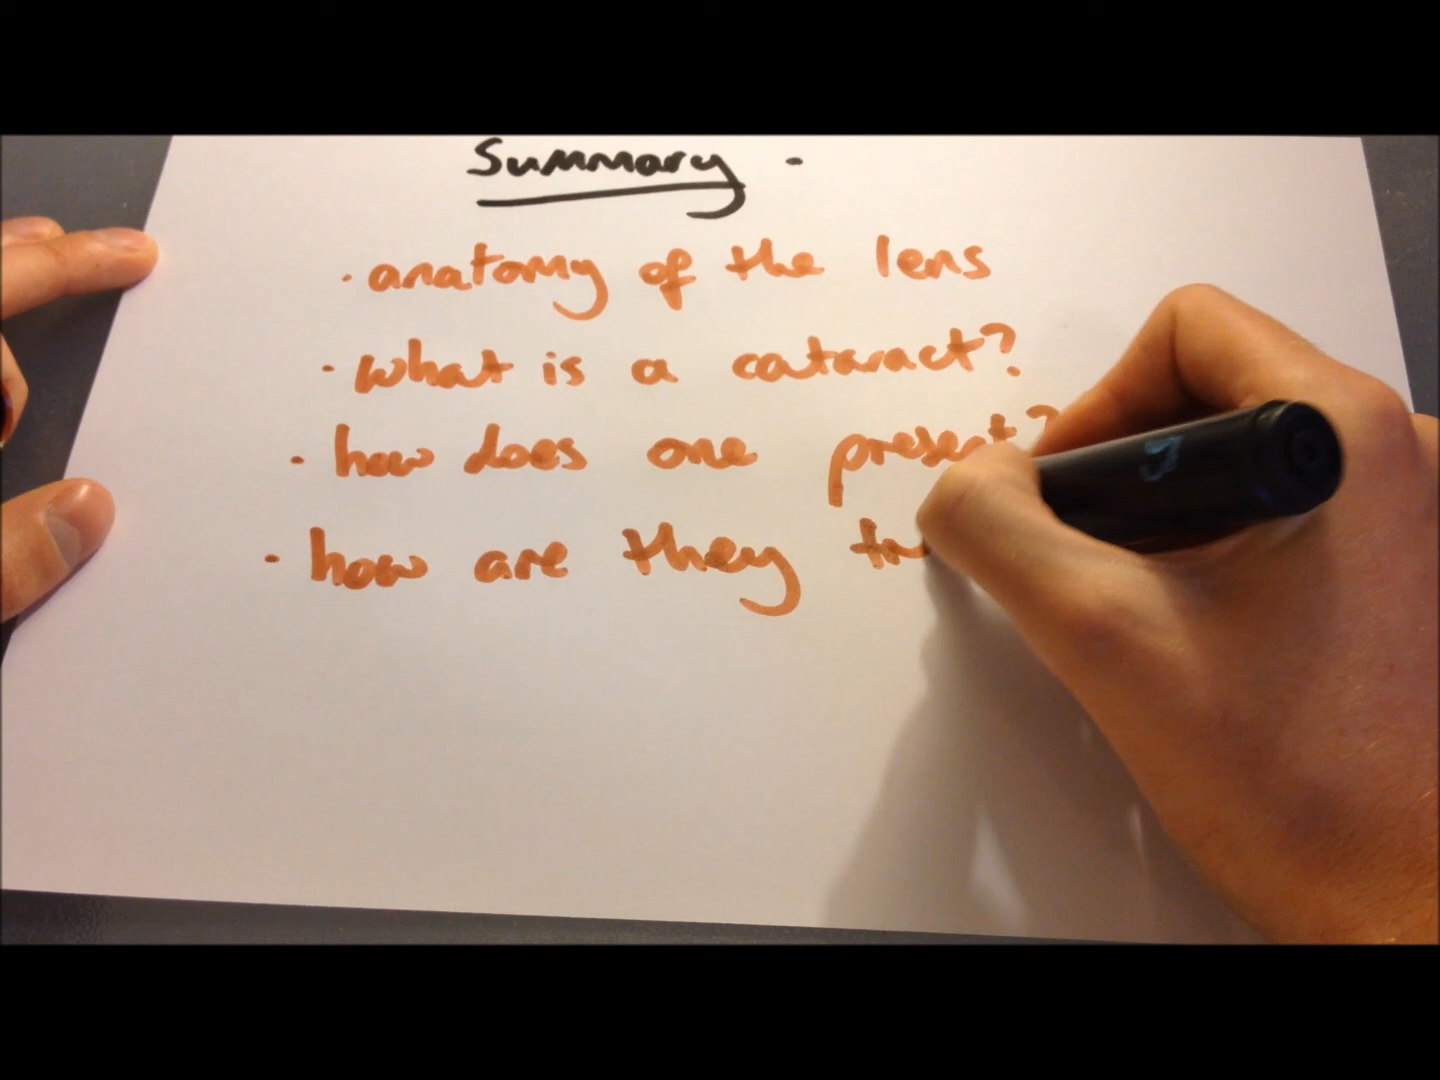 Summary -
· anatomy of the lens
· what is a cataract?
· how does one present?
· how are they